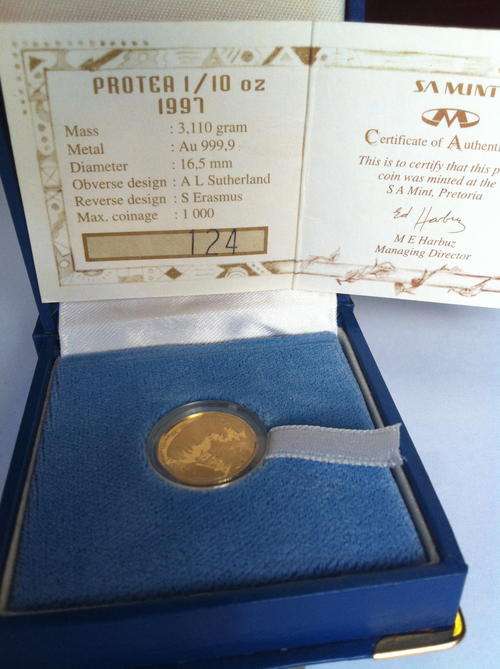 PROTEA 1/10 oz
1997
Mass : 3,110 gram
Metal : Au 999,9
Diameter : 16,5 mm
Obverse design : A L Sutherland
Reverse design : S Erasmus
Max. coinage : 1 000
124
SA MINT
Certificate of Authenti
This is to certify that this p
coin was minted at the
S A Mint, Pretoria
Ed Harbuz
M E Harbuz
Managing Director